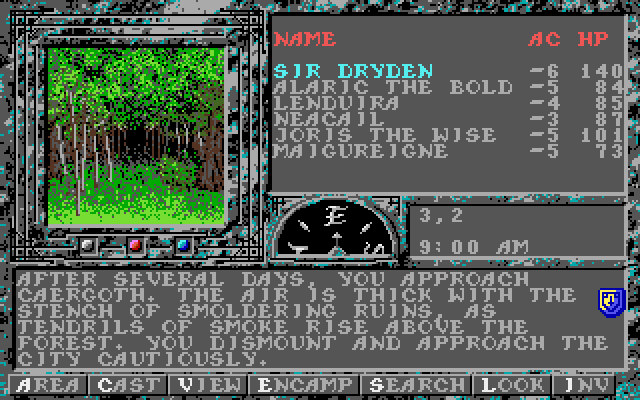 NAME AC HP
SIR DRYDEN -6 140
ALARIC THE BOLD -5 84
LENDUIRA -4 85
NEACAIL -3 87
JORIS THE WISE -5 101
MAIGUREIGNE -5 73
E
3,2
9:00 AM
AFTER SEVERAL DAYS, YOU APPROACH
CAERGOTH. THE AIR IS THICK WITH THE
STENCH OF SMOLDERING RUINS, AS
TENDRILS OF SMOKE RISE ABOVE THE
FOREST. YOU DISMOUNT AND APPROACH THE
CITY CAUTIOUSLY.
AREA CAST VIEW ENCAMP SEARCH LOOK INV